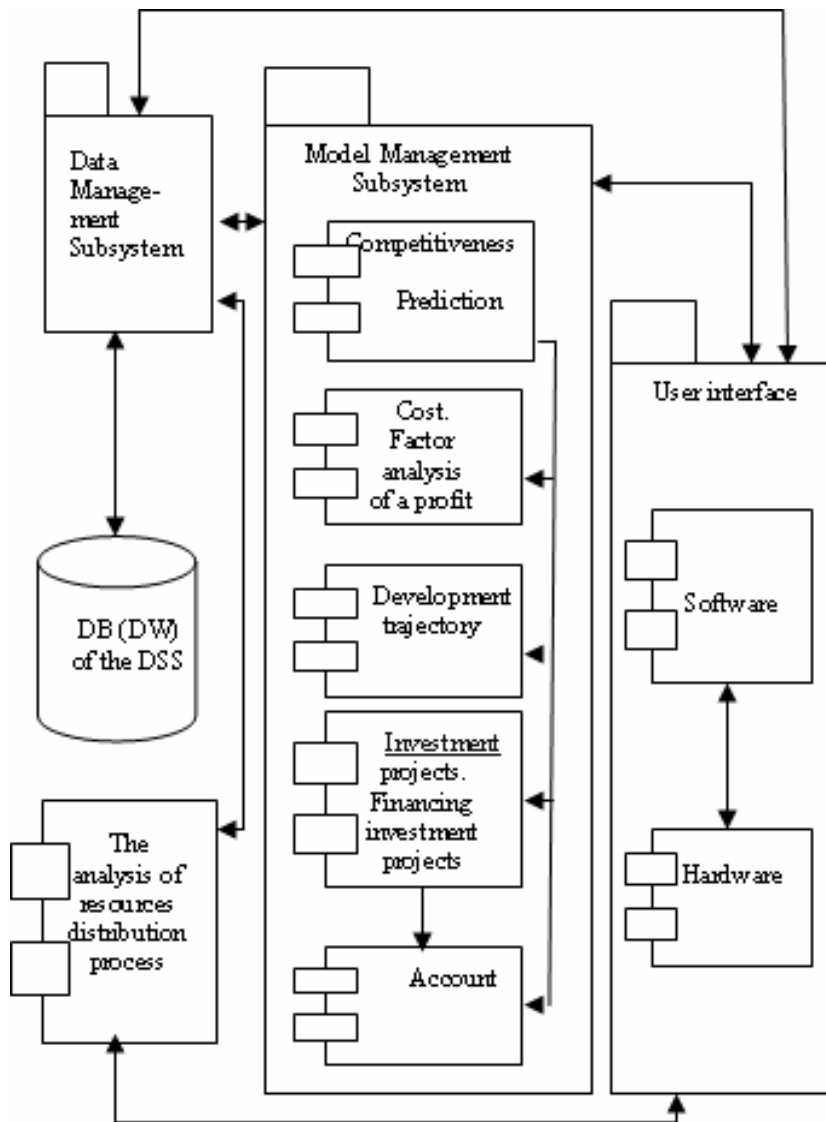 Data
Manage-
ment
Subsystem
Model Management
Subsystem
Competitiveness
Prediction
Cost.
Factor
analysis
of a profit
Development
trajectory
Investment
projects.
Financing
investment
projects
Account
User interface
Software
Hardware
DB (DW)
of the DSS
The
analysis of
resources
distribution
process